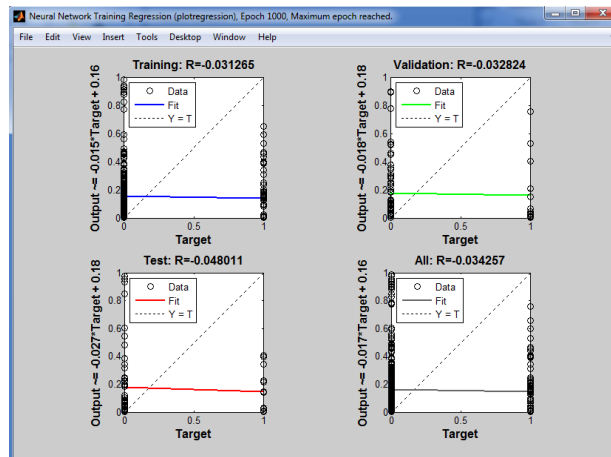 Neural Network Training Regression (plotregression), Epoch 1000, Maximum epoch reached.
File Edit View Insert Tools Desktop Window Help
Training: R=-0.031265
Output ~= -0.015*Target + 0.16
1
0.8
0.6
0.4
0.2
0
0 0.5 1
Target
Data
Fit
Y = T
Validation: R=-0.032824
Output ~= -0.018*Target + 0.18
1
0.8
0.6
0.4
0.2
0
0 0.5 1
Target
Data
Fit
Y = T
Test: R=-0.048011
Output ~= -0.027*Target + 0.18
1
0.8
0.6
0.4
0.2
0
0 0.5 1
Target
Data
Fit
Y = T
All: R=-0.034257
Output ~= -0.017*Target + 0.16
1
0.8
0.6
0.4
0.2
0
0 0.5 1
Target
Data
Fit
Y = T